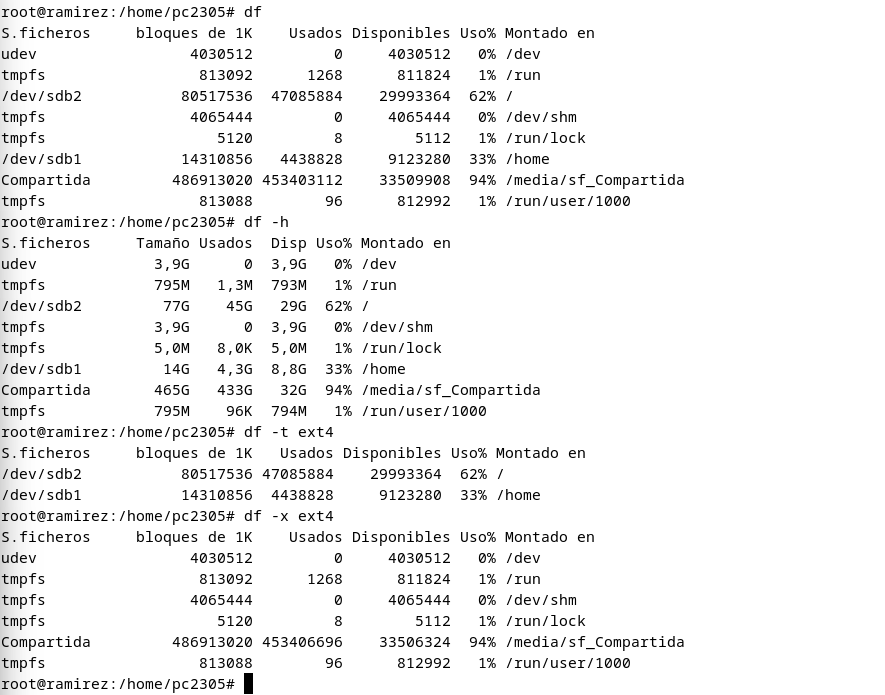 root@ramirez:/home/pc2305# df
S.ficheros     bloques de 1K    Usados Disponibles Uso% Montado en
udev                 4030512         0     4030512   0% /dev
tmpfs                 813092      1268      811824   1% /run
/dev/sdb2           80517536  47085884    29993364  62% /
tmpfs                4065444         0     4065444   0% /dev/shm
tmpfs                   5120         8        5112   1% /run/lock
/dev/sdb1           14310856   4438828     9123280  33% /home
Compartida         486913020 453403112    33509908  94% /media/sf_Compartida
tmpfs                 813088        96      812992   1% /run/user/1000
root@ramirez:/home/pc2305# df -h
S.ficheros     Tamaño Usados  Disp Uso% Montado en
udev             3,9G      0  3,9G   0% /dev
tmpfs            795M   1,3M  793M   1% /run
/dev/sdb2         77G    45G   29G  62% /
tmpfs            3,9G      0  3,9G   0% /dev/shm
tmpfs            5,0M   8,0K  5,0M   1% /run/lock
/dev/sdb1         14G   4,3G  8,8G  33% /home
Compartida       465G   433G   32G  94% /media/sf_Compartida
tmpfs            795M    96K  794M   1% /run/user/1000
root@ramirez:/home/pc2305# df -t ext4
S.ficheros     bloques de 1K   Usados Disponibles Uso% Montado en
/dev/sdb2           80517536 47085884    29993364  62% /
/dev/sdb1           14310856  4438828     9123280  33% /home
root@ramirez:/home/pc2305# df -x ext4
S.ficheros     bloques de 1K    Usados Disponibles Uso% Montado en
udev                 4030512         0     4030512   0% /dev
tmpfs                 813092      1268      811824   1% /run
tmpfs                4065444         0     4065444   0% /dev/shm
tmpfs                   5120         8        5112   1% /run/lock
Compartida         486913020 453406696    33506324  94% /media/sf_Compartida
tmpfs                 813088        96      812992   1% /run/user/1000
root@ramirez:/home/pc2305#